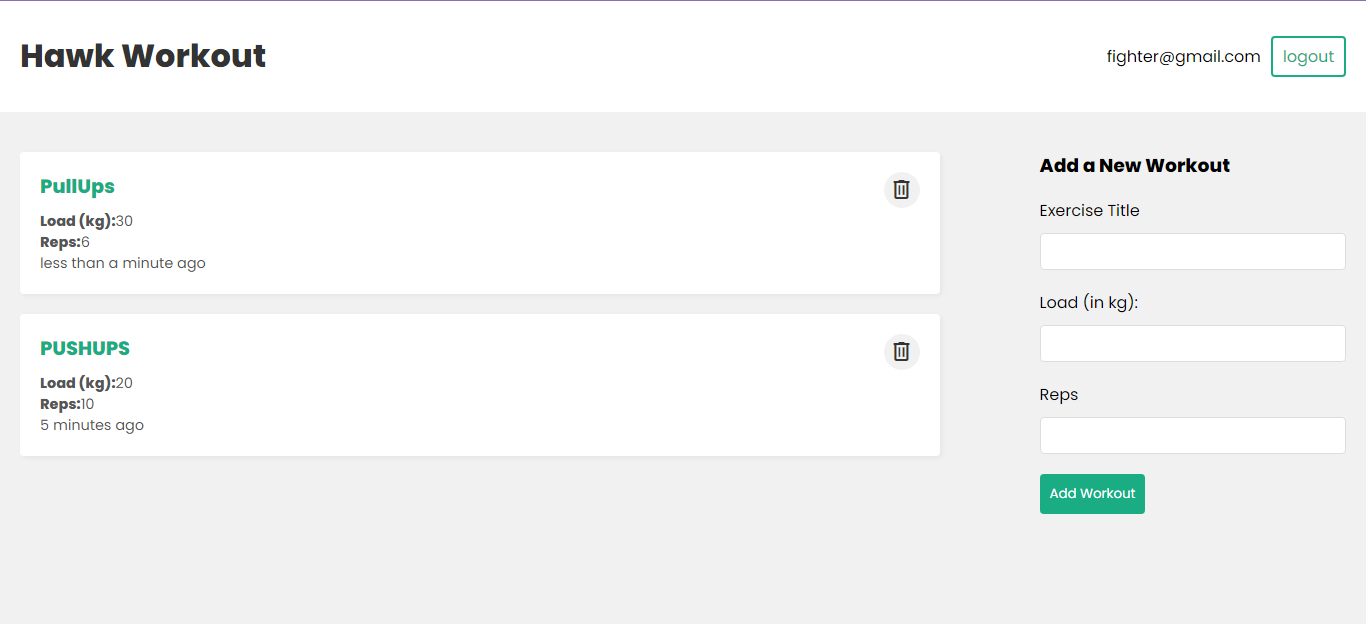 Hawk Workout
fighter@gmail.com logout
PullUps
Load (kg):30
Reps:6
less than a minute ago
PUSHUPS
Load (kg):20
Reps:10
5 minutes ago
Add a New Workout
Exercise Title
Load (in kg):
Reps
Add Workout